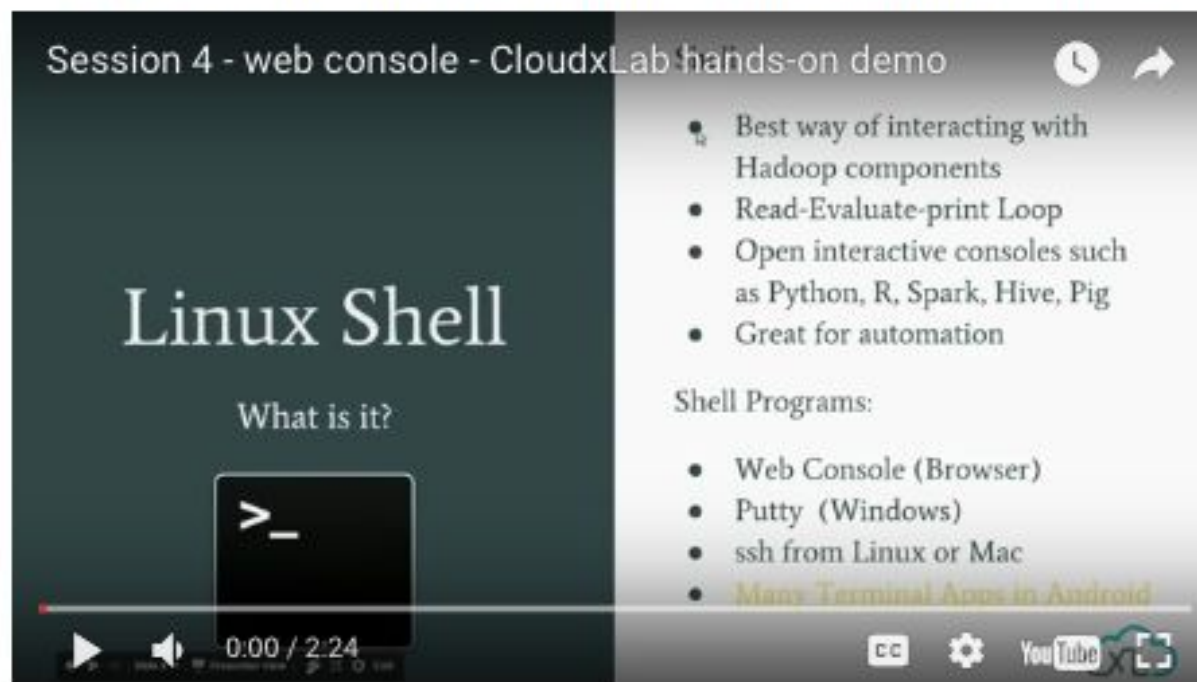 Session 4 - web console - CloudxLab hands-on demo
Linux Shell
What is it?
>_
Shell
● Best way of interacting with
Hadoop components
● Read-Evaluate-print Loop
● Open interactive consoles such
as Python, R, Spark, Hive, Pig
● Great for automation
Shell Programs:
● Web Console (Browser)
● Putty (Windows)
● ssh from Linux or Mac
● Many Terminal Apps in Android
0:00 / 2:24
CC
YouTube